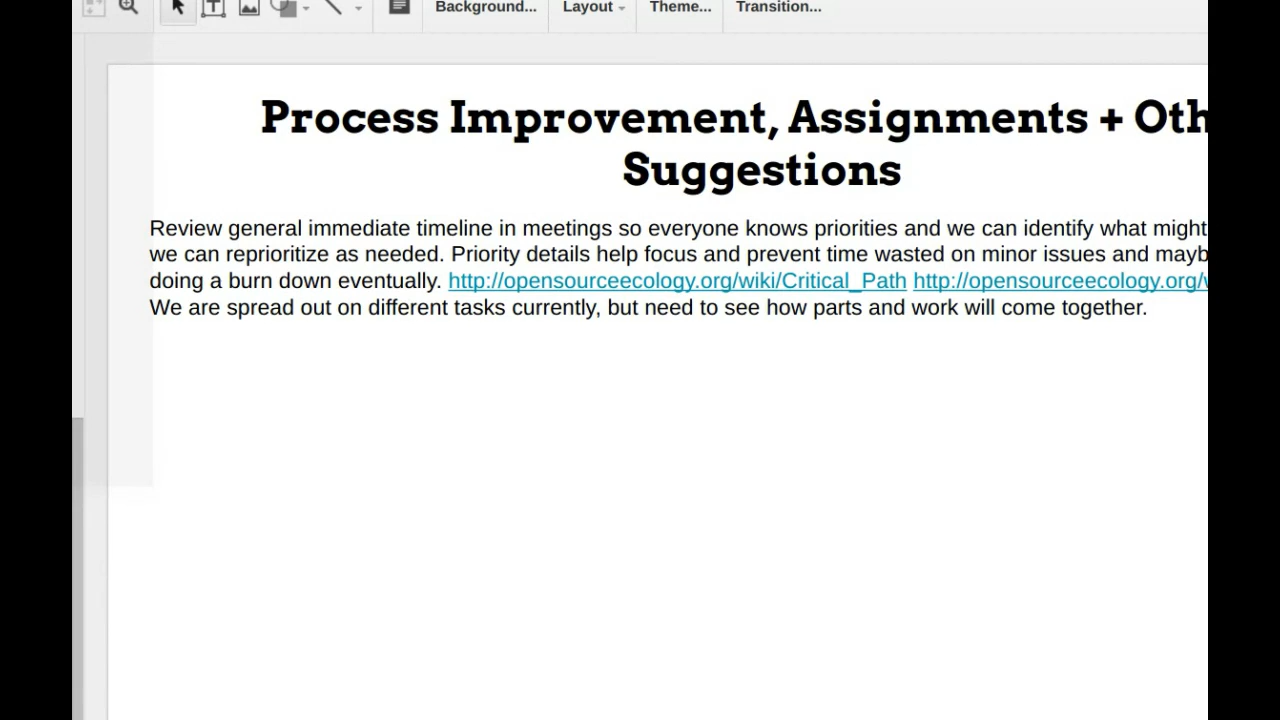 Background... Layout Theme... Transition...
Process Improvement, Assignments + Oth
Suggestions
Review general immediate timeline in meetings so everyone knows priorities and we can identify what might
we can reprioritize as needed. Priority details help focus and prevent time wasted on minor issues and mayb
doing a burn down eventually. http://opensourceecology.org/wiki/Critical_Path http://opensourceecology.org/w
We are spread out on different tasks currently, but need to see how parts and work will come together.